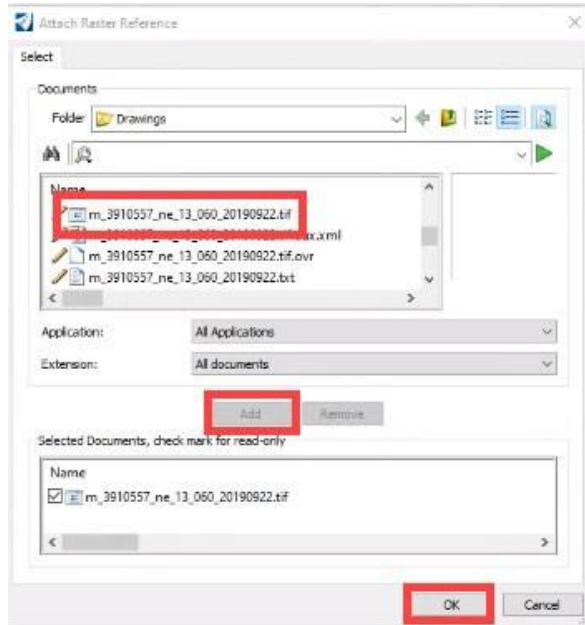 Attach Raster Reference
Select
Documents
Folder Drawings
Name
m_3910557_ne_13_060_20190922.tif
m_3910557_ne_13_060_20190922.tif.ovr
m_3910557_ne_13_060_20190922.txt
Application: All Applications
Extension: All documents
Add Remove
Selected Documents, check mark for read-only
Name
m_3910557_ne_13_060_20190922.tif
OK Cancel